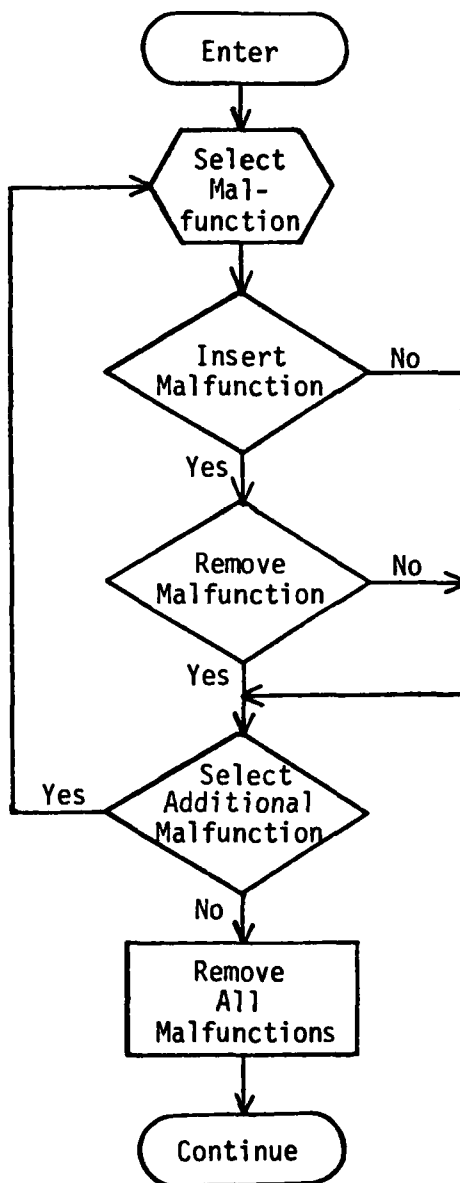 Enter
Select
Mal-
function
Insert
Malfunction
No
Yes
Remove
Malfunction
No
Yes
Select
Additional
Malfunction
Yes
No
Remove
All
Malfunctions
Continue